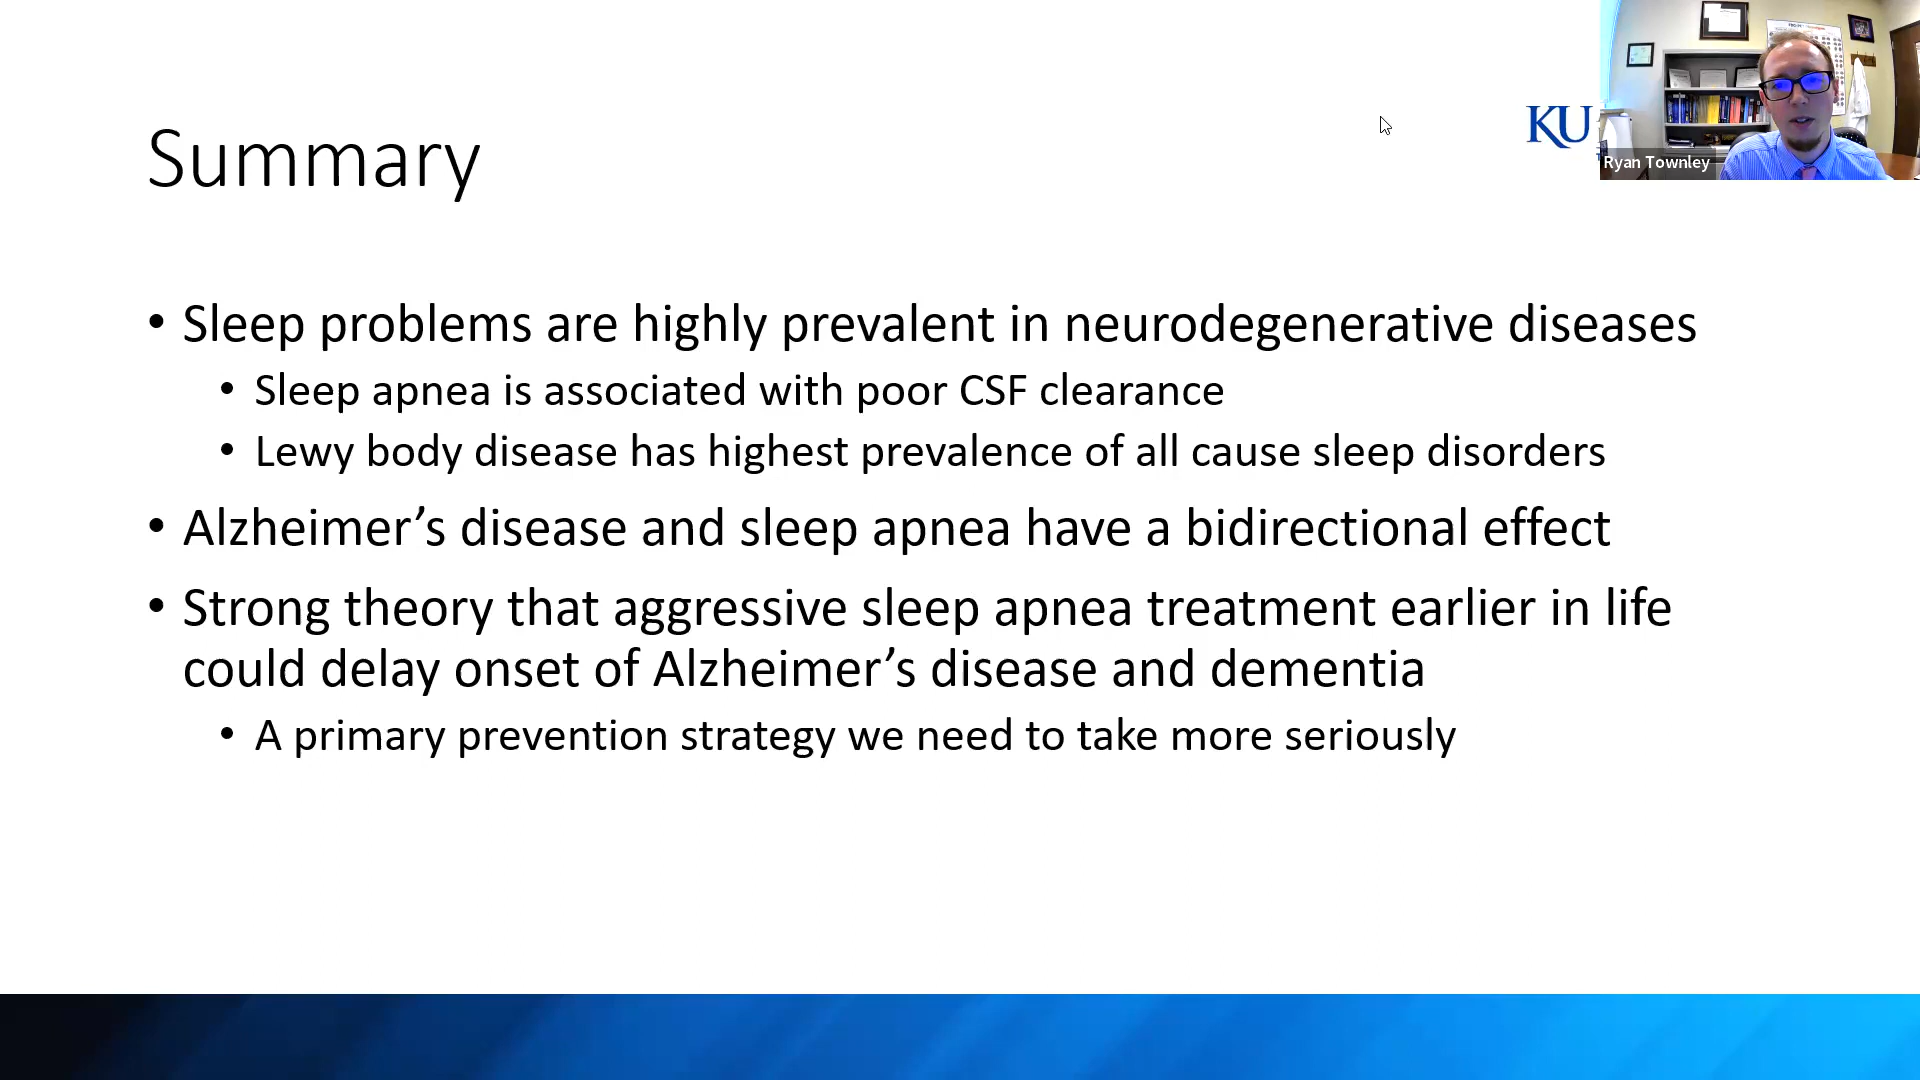 KU
Ryan Townley
Summary
• Sleep problems are highly prevalent in neurodegenerative diseases
• Sleep apnea is associated with poor CSF clearance
• Lewy body disease has highest prevalence of all cause sleep disorders
• Alzheimer’s disease and sleep apnea have a bidirectional effect
• Strong theory that aggressive sleep apnea treatment earlier in life
could delay onset of Alzheimer’s disease and dementia
• A primary prevention strategy we need to take more seriously